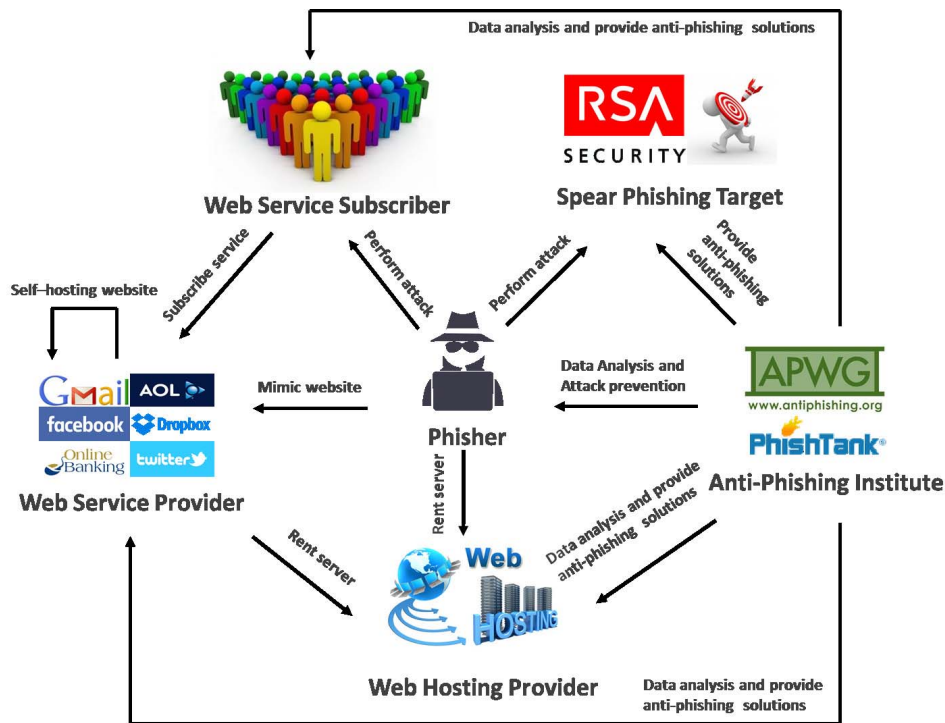 Data analysis and provide anti-phishing solutions
RSA
SECURITY
Web Service Subscriber
Spear Phishing Target
Subscribe service
Perform attack
Perform attack
Provide
anti-phishing
solutions
Self–hosting website
Gmail
AOL
facebook
Dropbox
Online
Banking
twitter
Mimic website
Data Analysis and
Attack prevention
APWG
www.antiphishing.org
PhishTank®
Phisher
Web Service Provider
Anti-Phishing Institute
Rent server
Rent server
Data analysis and provide
anti-phishing solutions
Web
HOSTING
Web Hosting Provider
Data analysis and provide
anti-phishing solutions